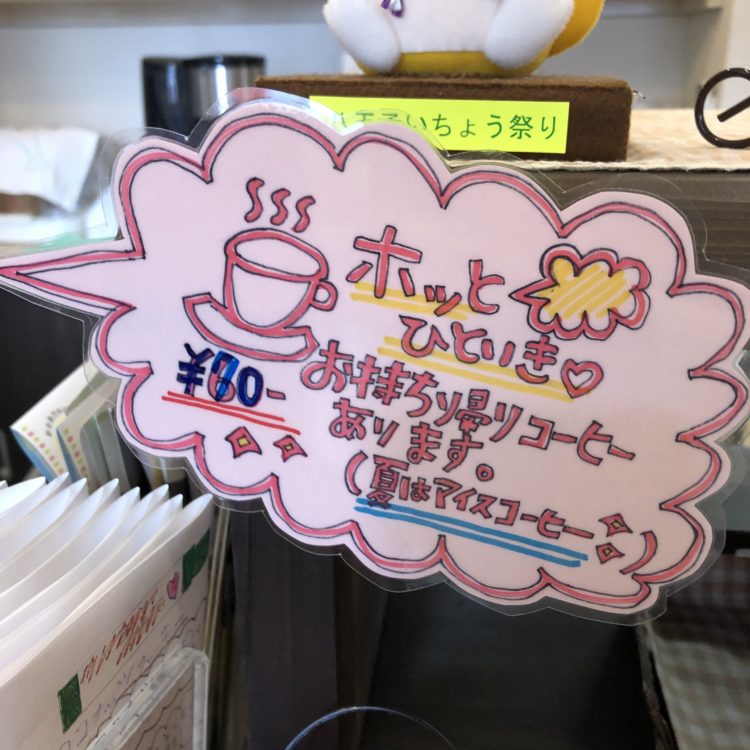 いちょう祭り
ホッと
ひといき♡
お持ち帰りコーヒー
あります。
(夏はアイスコーヒー)